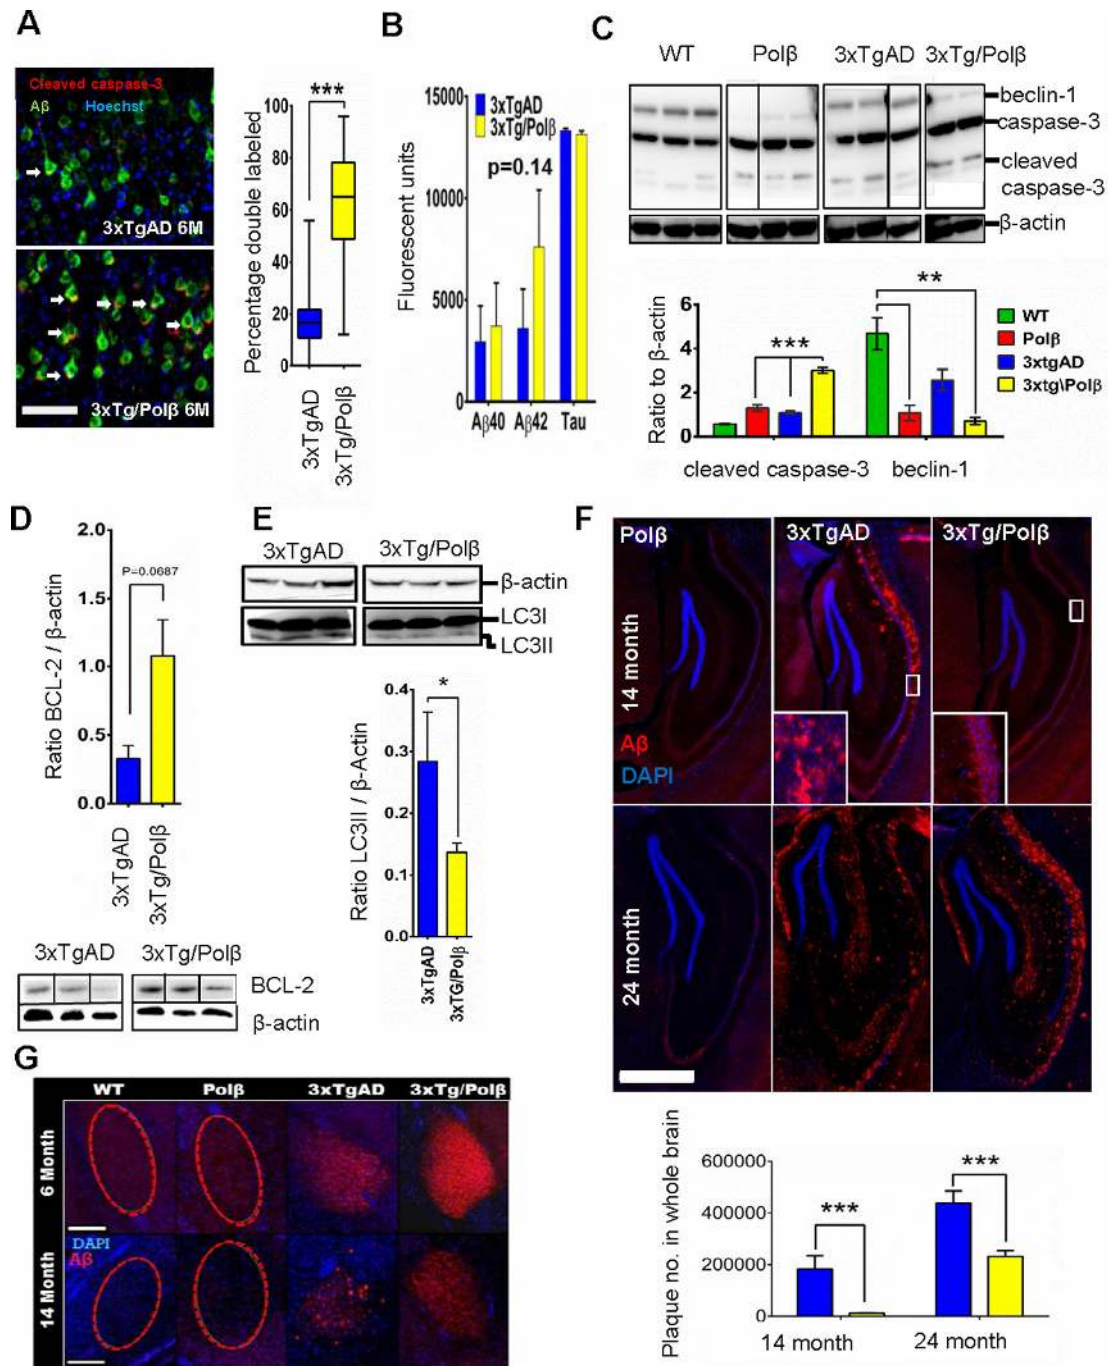 A
Cleaved caspase-3
Aβ Hoechst
3xTgAD 6M
3xTg/Polβ 6M
Percentage double labeled
100
80
60
40
20
0
***
3xTgAD
3xTg/Polβ
B
Fluorescent units
15000
10000
5000
0
3xTgAD
3xTg/Polβ
p=0.14
Aβ40 Aβ42 Tau
C
WT Polβ 3xTgAD 3xTg/Polβ
beclin-1
caspase-3
cleaved
caspase-3
β-actin
Ratio to β-actin
6
4
2
0
***
**
WT
Polβ
3xtgAD
3xtg\Polβ
cleaved caspase-3 beclin-1
D
Ratio BCL-2 / β-actin
2.0
1.5
1.0
0.5
0.0
P=0.0687
3xTgAD
3xTg/Polβ
3xTgAD 3xTg/Polβ
BCL-2
β-actin
E
3xTgAD 3xTg/Polβ
β-actin
LC3I
LC3II
Ratio LC3II / β-Actin
0.4
0.3
0.2
0.1
0.0
*
3xTgAD
3xTG/Polβ
F
Polβ 3xTgAD 3xTg/Polβ
14 month
Aβ
DAPI
24 month
Plaque no. in whole brain
600000
400000
200000
0
***
***
14 month 24 month
G
WT Polβ 3xTgAD 3xTg/Polβ
6 Month
14 Month
DAPI
Aβ